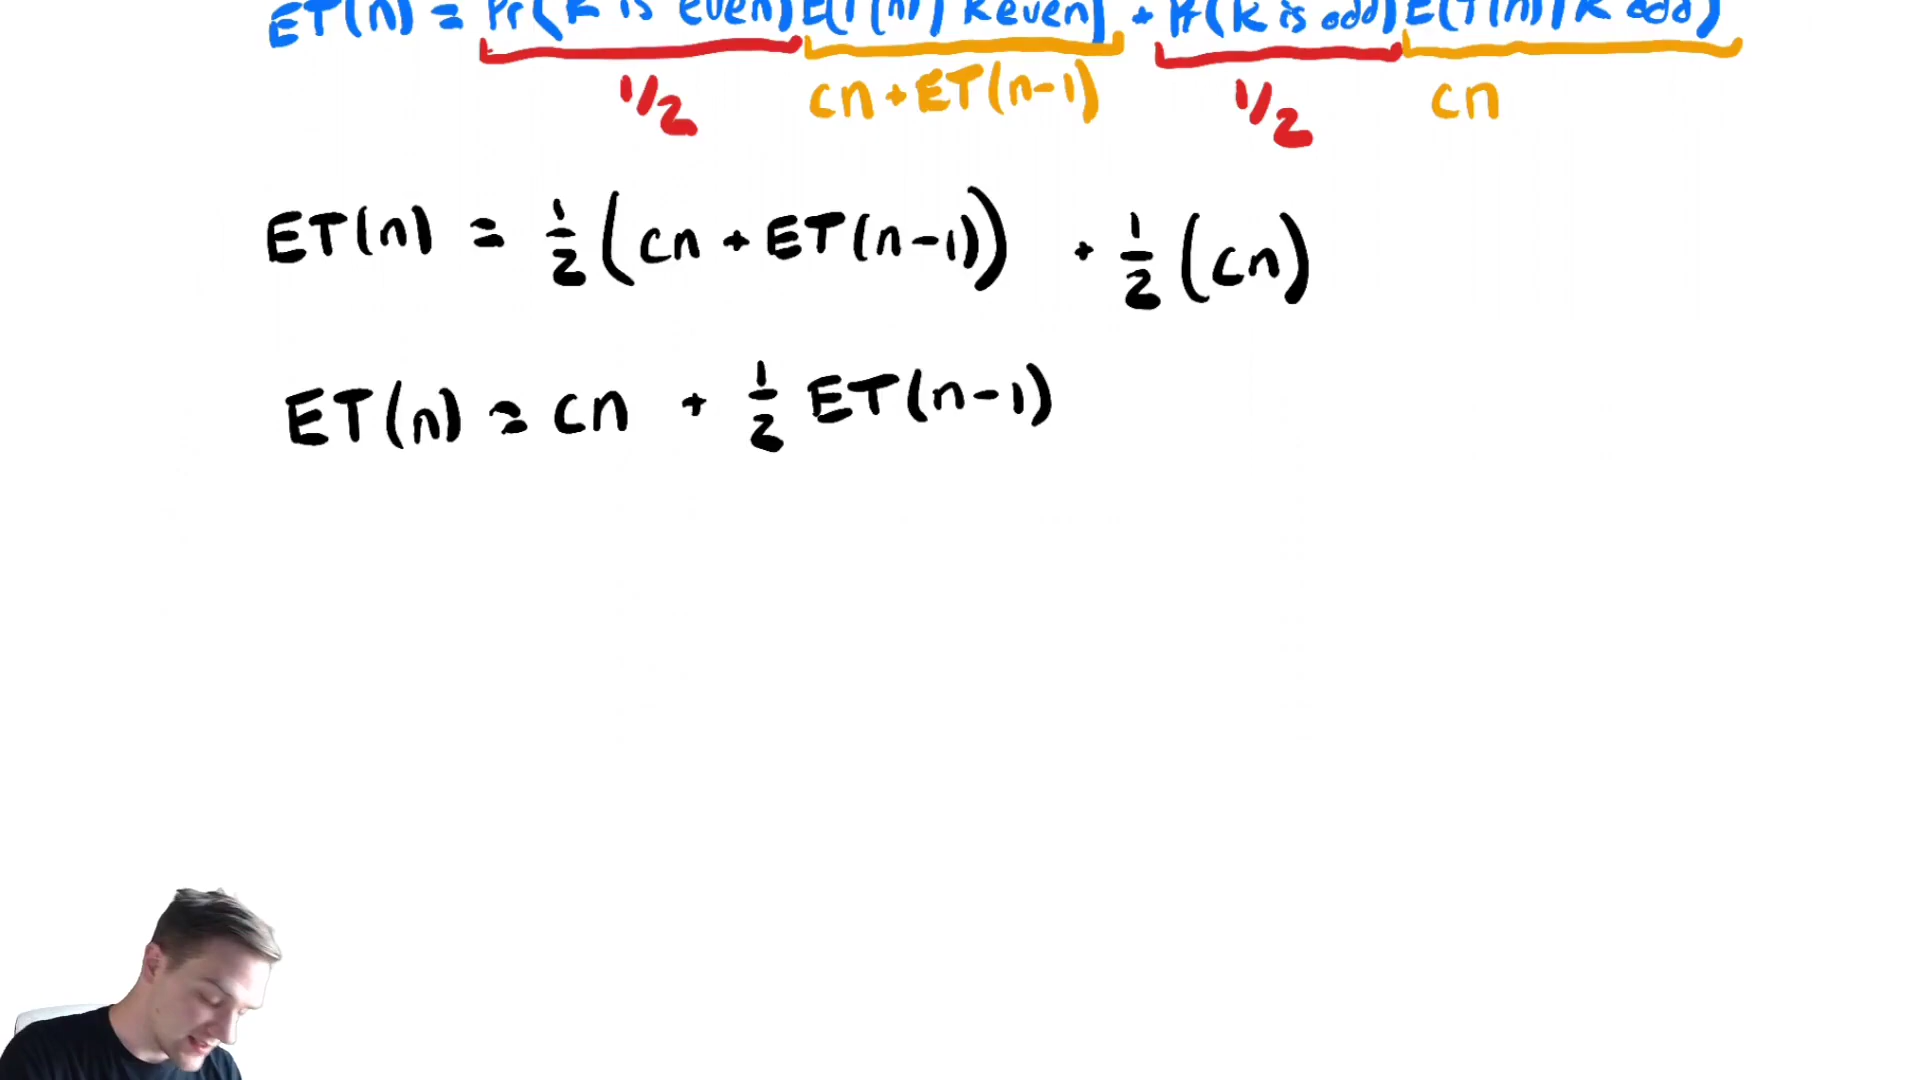 ET(n) = Pr(K is even) E[T(n) | K even] + Pr(K is odd) E(T(n) | K odd)
1/2 cn + ET(n-1) 1/2 cn
ET(n) = 1/2 (cn + ET(n-1)) + 1/2 (cn)
ET(n) = cn + 1/2 ET(n-1)